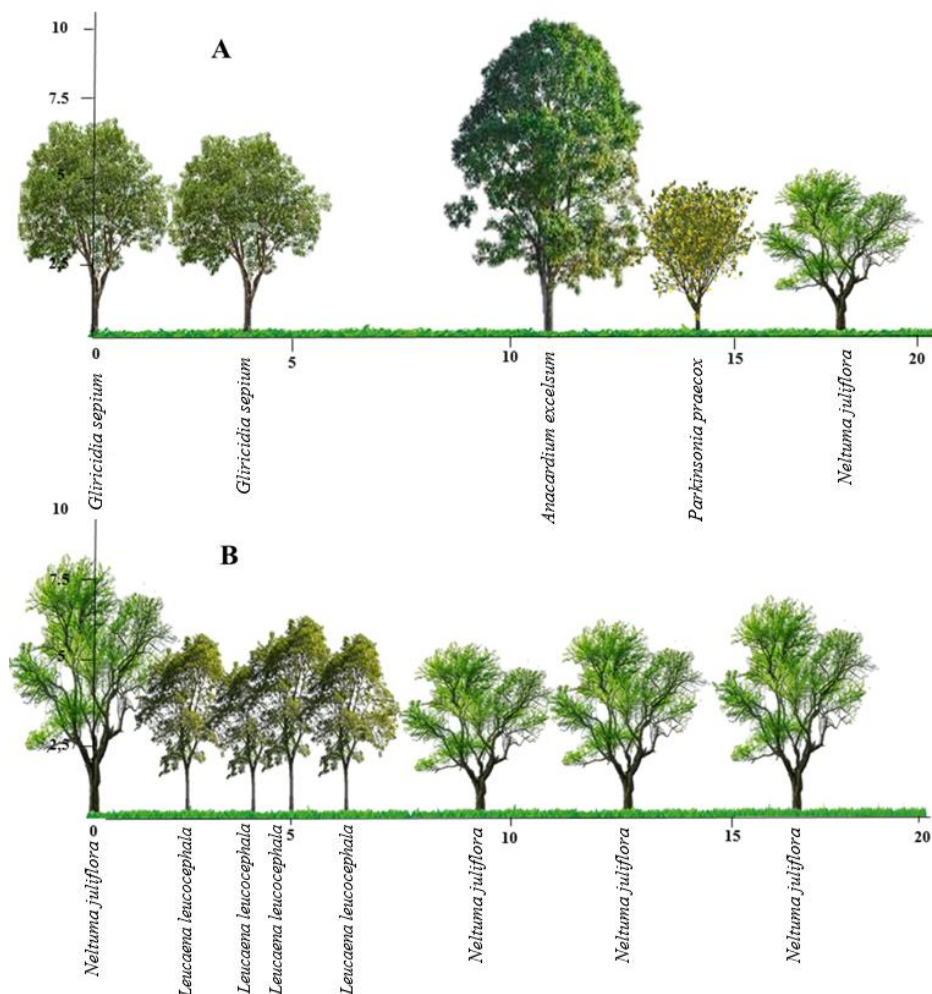 10
A
7.5
5
2,5
0
5
10
15
20
Gliricidia sepium
Gliricidia sepium
Anacardium excelsum
Parkinsonia praecox
Neltuma juliflora
10
B
7.5
5
2,5
0
5
10
15
20
Neltuma juliflora
Leucaena leucocephala
Leucaena leucocephala
Leucaena leucocephala
Leucaena leucocephala
Neltuma juliflora
Neltuma juliflora
Neltuma juliflora